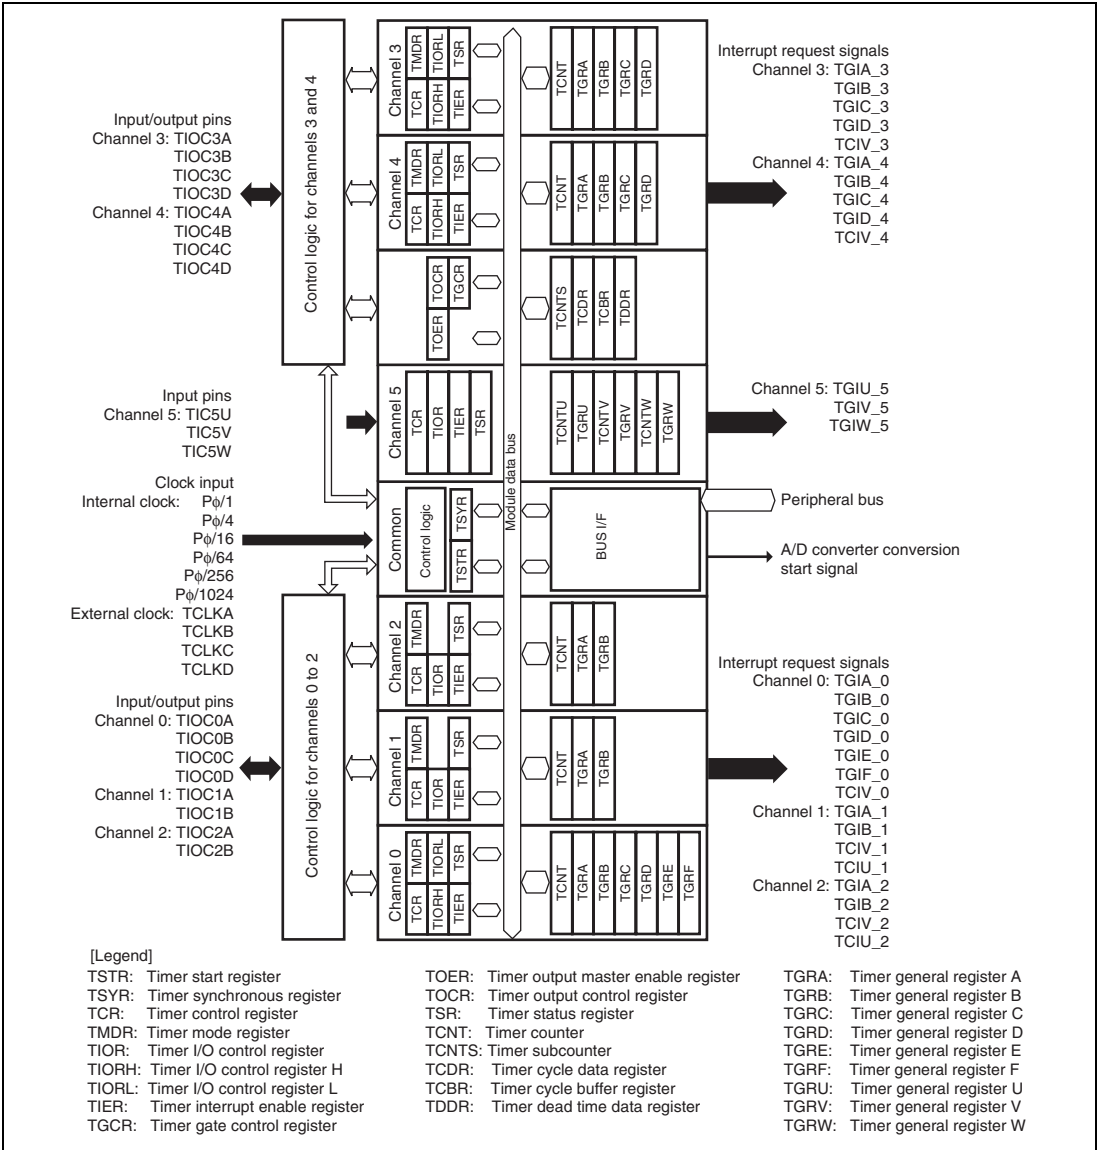 Input/output pins
Channel 3: TIOC3A
TIOC3B
TIOC3C
TIOC3D
Channel 4: TIOC4A
TIOC4B
TIOC4C
TIOC4D
Input pins
Channel 5: TIC5U
TIC5V
TIC5W
Clock input
Internal clock: Pϕ/1
Pϕ/4
Pϕ/16
Pϕ/64
Pϕ/256
Pϕ/1024
External clock: TCLKA
TCLKB
TCLKC
TCLKD
Input/output pins
Channel 0: TIOC0A
TIOC0B
TIOC0C
TIOC0D
Channel 1: TIOC1A
TIOC1B
Channel 2: TIOC2A
TIOC2B
Control logic for channels 3 and 4
Control logic for channels 0 to 2
Channel 3
TCR
TMDR
TIORH
TIORL
TIER
TSR
TCNT
TGRA
TGRB
TGRC
TGRD
Channel 4
TCR
TMDR
TIORH
TIORL
TIER
TSR
TCNT
TGRA
TGRB
TGRC
TGRD
TOER
TOCR
TGCR
TCNTS
TCDR
TCBR
TDDR
Channel 5
TCR
TIOR
TIER
TSR
TCNTU
TGRU
TCNTV
TGRV
TCNTW
TGRW
Module data bus
Common
Control logic
TSTR
TSYR
BUS I/F
Channel 2
TCR
TMDR
TIOR
TIER
TSR
TCNT
TGRA
TGRB
Channel 1
TCR
TMDR
TIOR
TIER
TSR
TCNT
TGRA
TGRB
Channel 0
TCR
TMDR
TIORH
TIORL
TIER
TSR
TCNT
TGRA
TGRB
TGRC
TGRD
TGRE
TGRF
Interrupt request signals
Channel 3: TGIA_3
TGIB_3
TGIC_3
TGID_3
TCIV_3
Channel 4: TGIA_4
TGIB_4
TGIC_4
TGID_4
TCIV_4
Channel 5: TGIU_5
TGIV_5
TGIW_5
Peripheral bus
A/D converter conversion
start signal
Interrupt request signals
Channel 0: TGIA_0
TGIB_0
TGIC_0
TGID_0
TGIE_0
TGIF_0
TCIV_0
Channel 1: TGIA_1
TGIB_1
TCIV_1
TCIU_1
Channel 2: TGIA_2
TGIB_2
TCIV_2
TCIU_2
[Legend]
TSTR: Timer start register
TSYR: Timer synchronous register
TCR: Timer control register
TMDR: Timer mode register
TIOR: Timer I/O control register
TIORH: Timer I/O control register H
TIORL: Timer I/O control register L
TIER: Timer interrupt enable register
TGCR: Timer gate control register
TOER: Timer output master enable register
TOCR: Timer output control register
TSR: Timer status register
TCNT: Timer counter
TCNTS: Timer subcounter
TCDR: Timer cycle data register
TCBR: Timer cycle buffer register
TDDR: Timer dead time data register
TGRA: Timer general register A
TGRB: Timer general register B
TGRC: Timer general register C
TGRD: Timer general register D
TGRE: Timer general register E
TGRF: Timer general register F
TGRU: Timer general register U
TGRV: Timer general register V
TGRW: Timer general register W